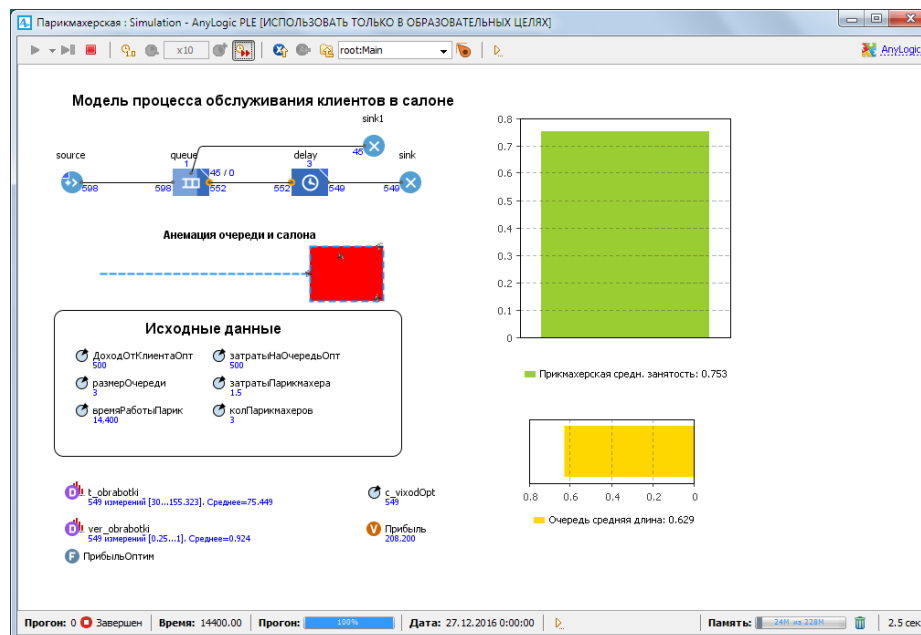 Парикмахерская : Simulation - AnyLogic PLE [ИСПОЛЬЗОВАТЬ ТОЛЬКО В ОБРАЗОВАТЕЛЬНЫХ ЦЕЛЯХ]
x10
root:Main
AnyLogic
Модель процесса обслуживания клиентов в салоне
sink1
source
queue
delay
sink
1
3
46
46 / 0
598
598
552
552
549
549
Анемация очереди и салона
Исходные данные
ДоходОтКлиентаОпт
500
затратыНаОчередьОпт
500
размерОчереди
3
затратыПарикмахера
1.5
времяРаботыПарик
14,400
колПарикмахеров
3
t_obrabotki
549 измерений [30...155.323]. Среднее=75.449
c_vixodOpt
549
ver_obrabotki
549 измерений [0.25...1]. Среднее=0.924
Прибыль
208,200
ПрибыльОптим
0.8
0.7
0.6
0.5
0.4
0.3
0.2
0.1
0
Прикмахерская средн. занятость: 0.753
0.8 0.6 0.4 0.2 0
Очередь средняя длина: 0.629
Прогон: 0 Завершен Время: 14400.00 Прогон: 100% Дата: 27.12.2016 0:00:00 Память: 24M из 228M 2.5 сек